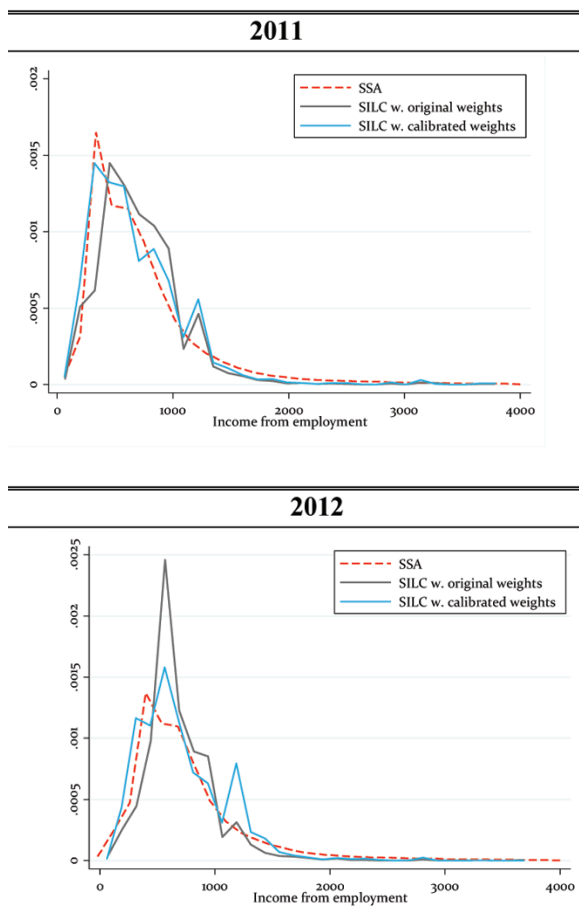 2011
.002
SSA
SILC w. original weights
SILC w. calibrated weights
.0015
.001
.0005
0
0 1000 2000 3000 4000
Income from employment
2012
.0025
SSA
SILC w. original weights
SILC w. calibrated weights
.002
.0015
.001
.0005
0
0 1000 2000 3000 4000
Income from employment